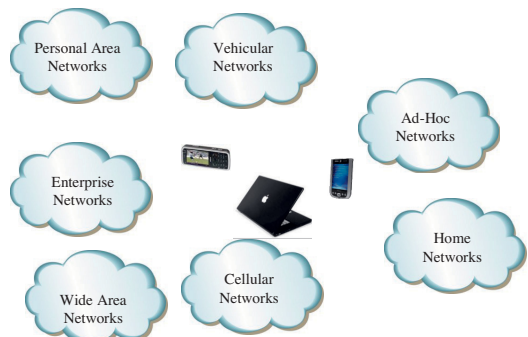 Personal Area
Networks
Vehicular
Networks
Ad-Hoc
Networks
Enterprise
Networks
Home
Networks
Cellular
Networks
Wide Area
Networks